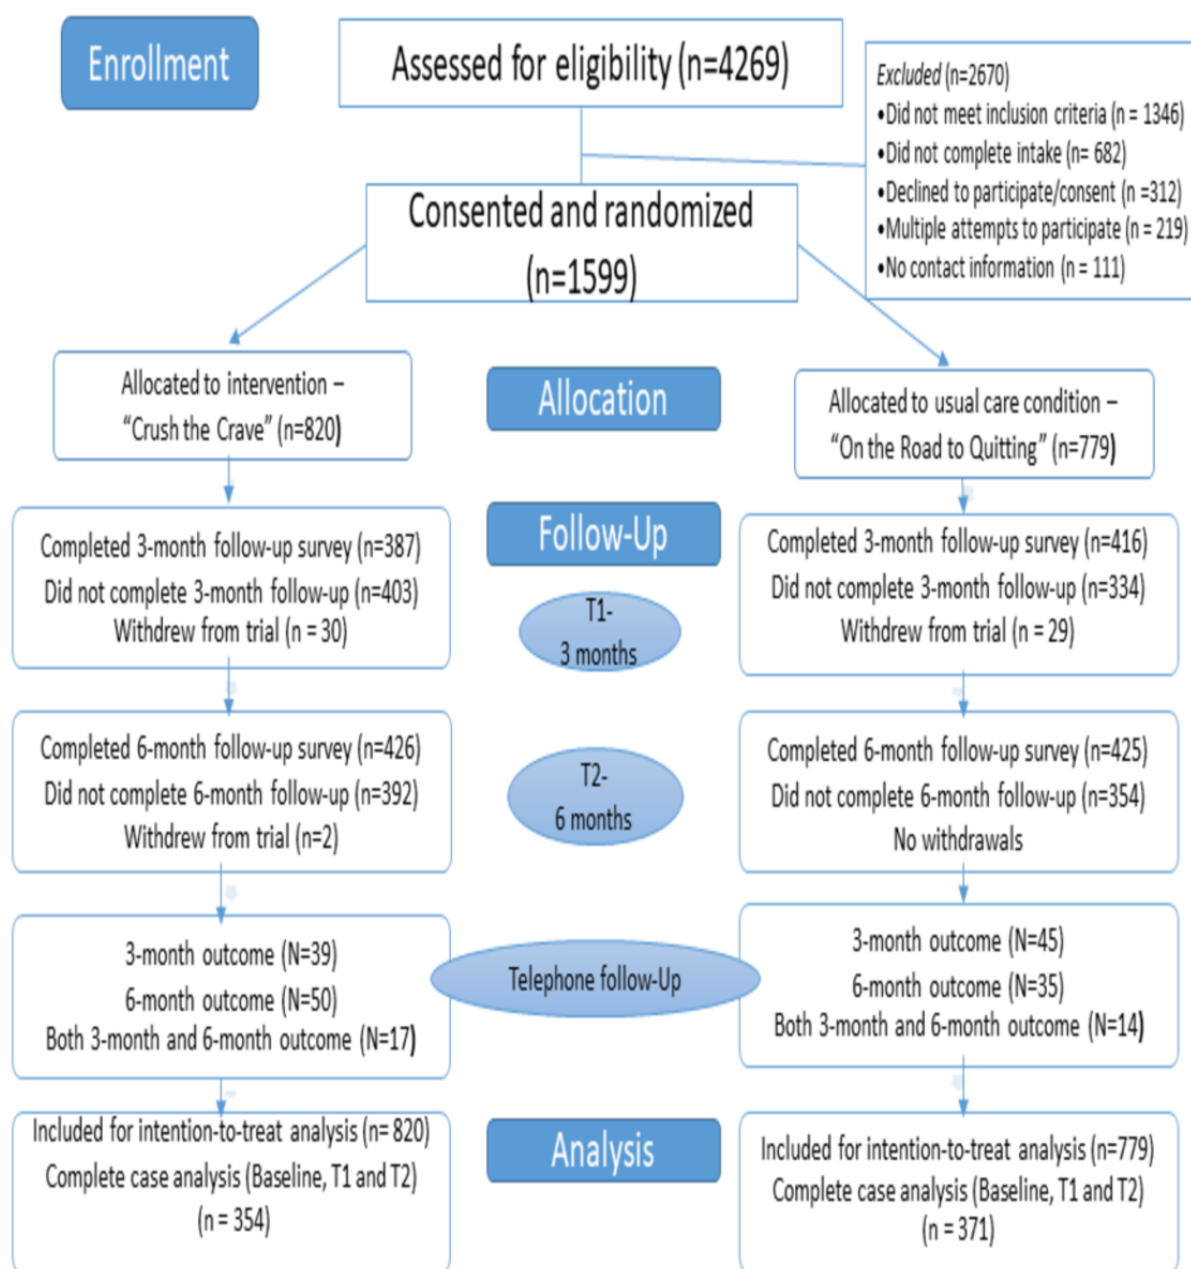 Enrollment
Assessed for eligibility (n=4269)
Excluded (n=2670)
•Did not meet inclusion criteria (n = 1346)
•Did not complete intake (n= 682)
•Declined to participate/consent (n =312)
•Multiple attempts to participate (n = 219)
•No contact information (n = 111)
Consented and randomized
(n=1599)
Allocated to intervention –
“Crush the Crave” (n=820)
Allocation
Allocated to usual care condition –
“On the Road to Quitting” (n=779)
Completed 3-month follow-up survey (n=387)
Did not complete 3-month follow-up (n=403)
Withdrew from trial (n = 30)
Follow-Up
T1-
3 months
Completed 3-month follow-up survey (n=416)
Did not complete 3-month follow-up (n=334)
Withdrew from trial (n = 29)
Completed 6-month follow-up survey (n=426)
Did not complete 6-month follow-up (n=392)
Withdrew from trial (n=2)
T2-
6 months
Completed 6-month follow-up survey (n=425)
Did not complete 6-month follow-up (n=354)
No withdrawals
3-month outcome (N=39)
6-month outcome (N=50)
Both 3-month and 6-month outcome (N=17)
Telephone follow-Up
3-month outcome (N=45)
6-month outcome (N=35)
Both 3-month and 6-month outcome (N=14)
Included for intention-to-treat analysis (n= 820)
Complete case analysis (Baseline, T1 and T2)
(n = 354)
Analysis
Included for intention-to-treat analysis (n=779)
Complete case analysis (Baseline, T1 and T2)
(n = 371)